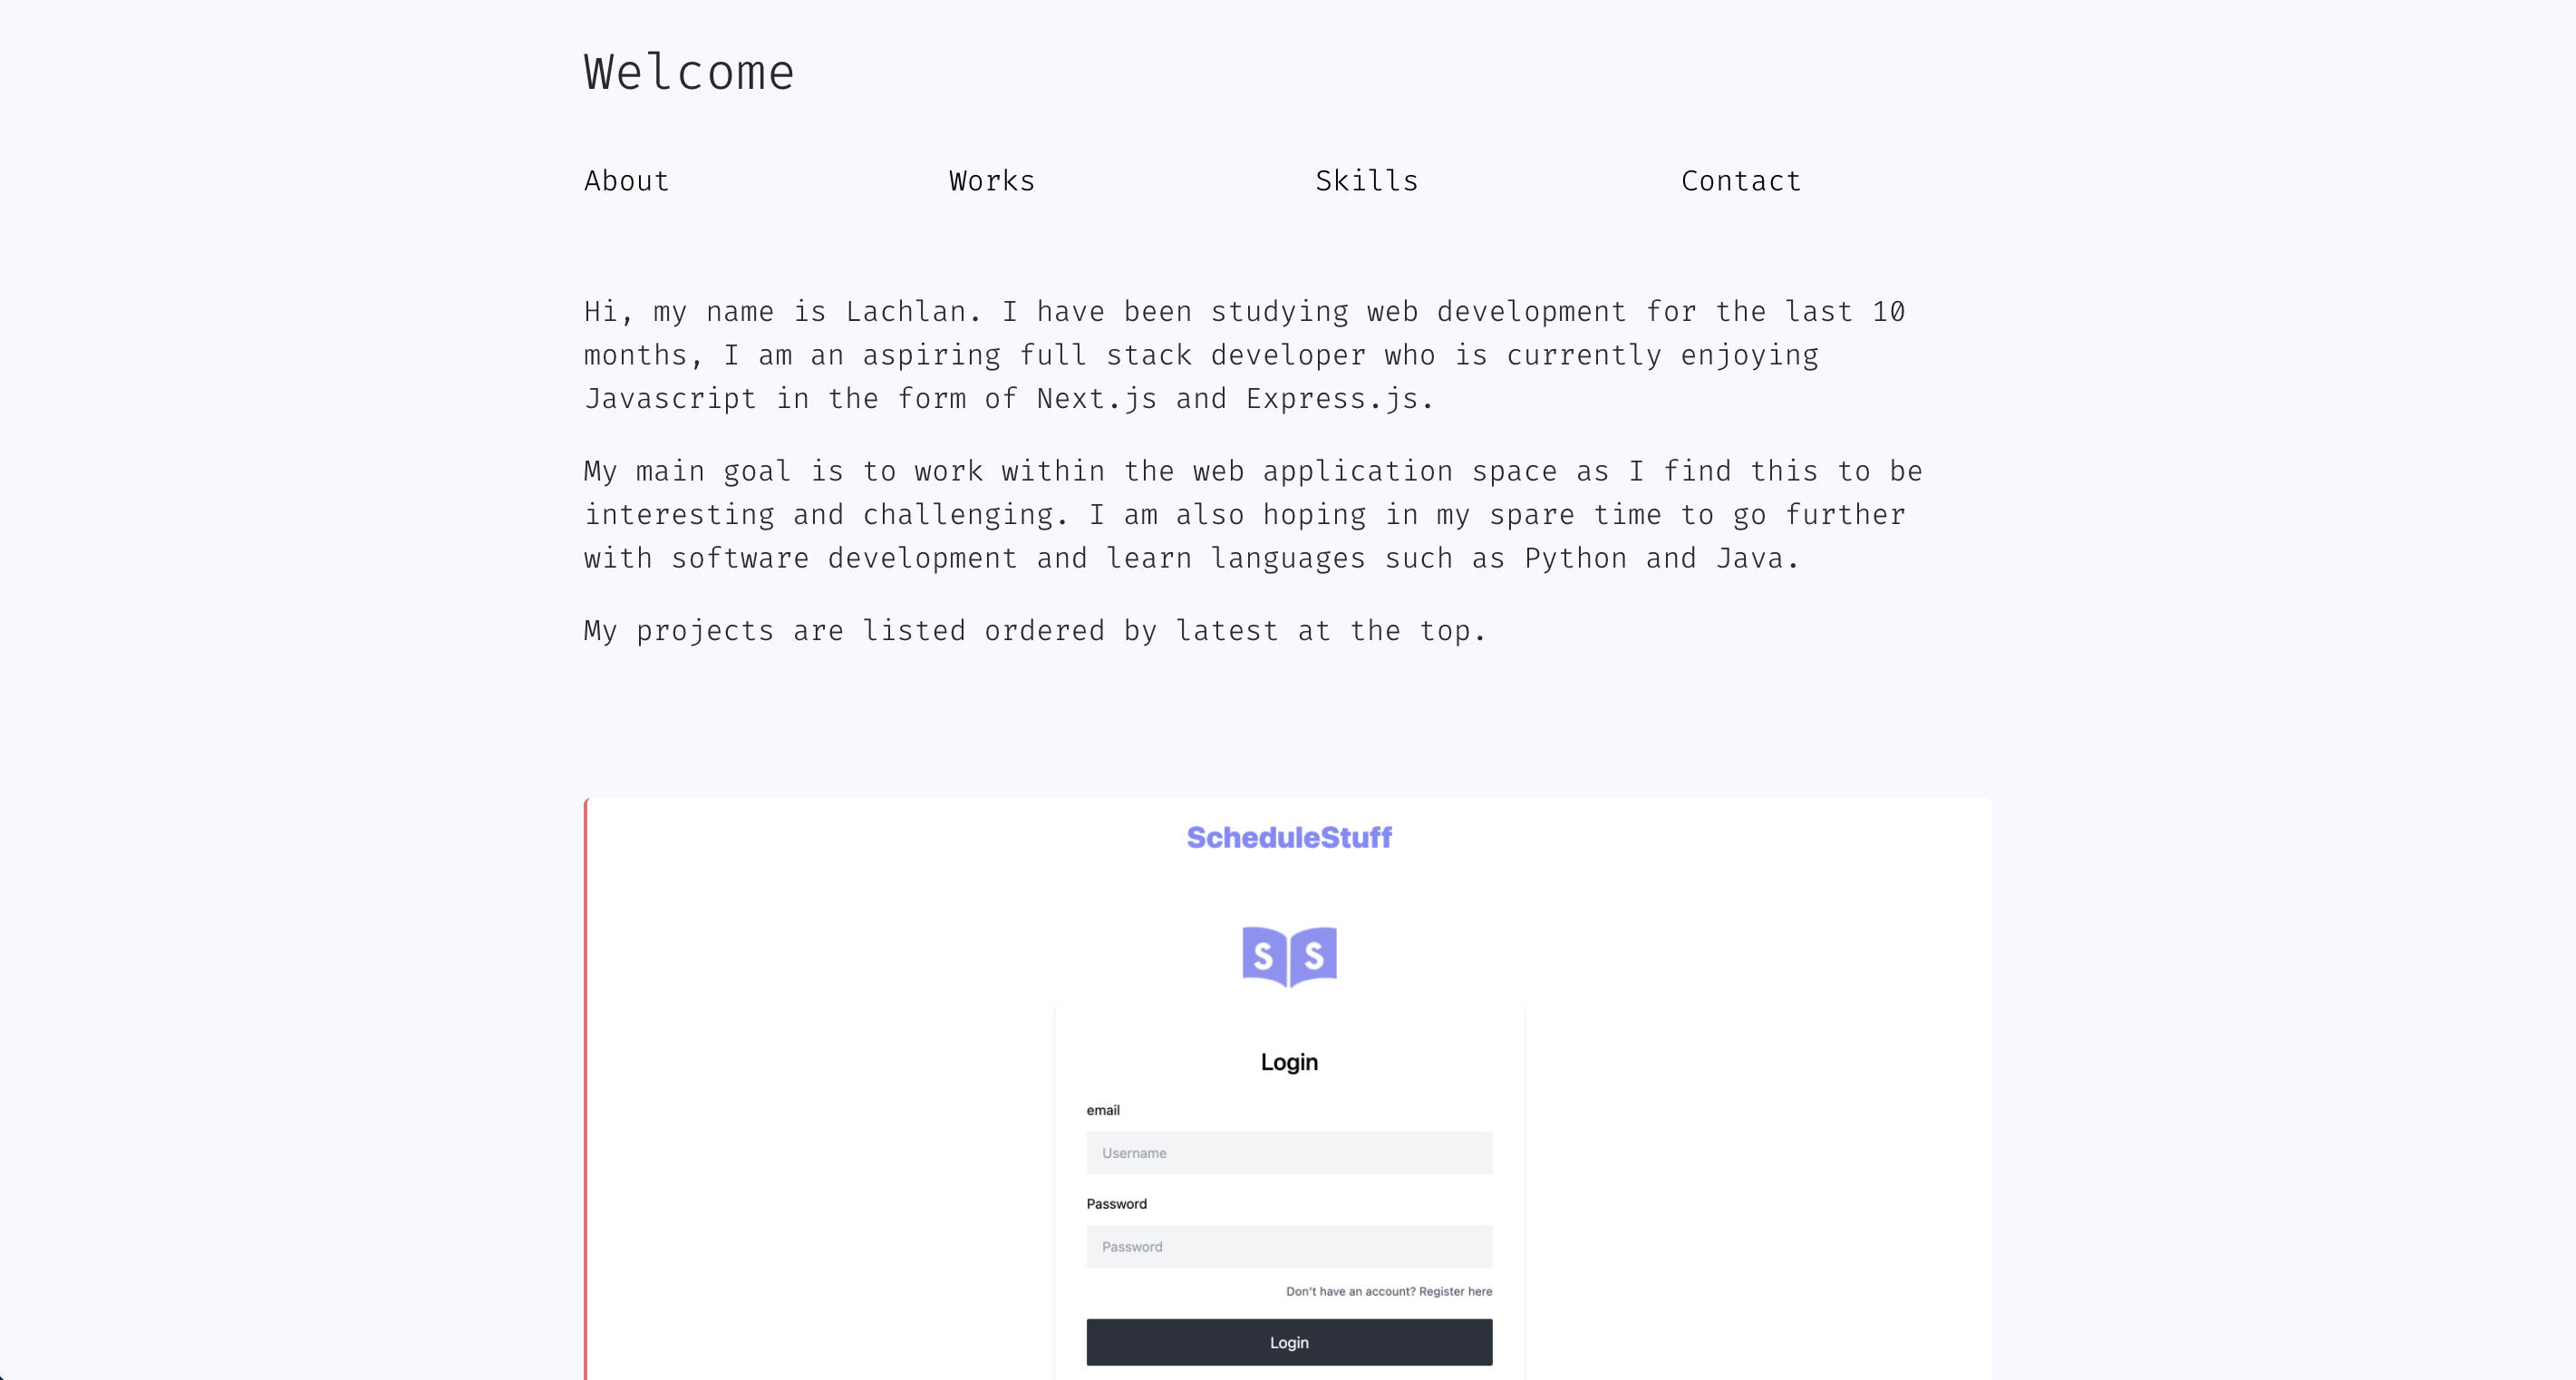 Welcome
About Works Skills Contact
Hi, my name is Lachlan. I have been studying web development for the last 10
months, I am an aspiring full stack developer who is currently enjoying
Javascript in the form of Next.js and Express.js.
My main goal is to work within the web application space as I find this to be
interesting and challenging. I am also hoping in my spare time to go further
with software development and learn languages such as Python and Java.
My projects are listed ordered by latest at the top.
ScheduleStuff
S S
Login
email
Username
Password
Password
Don't have an account? Register here
Login